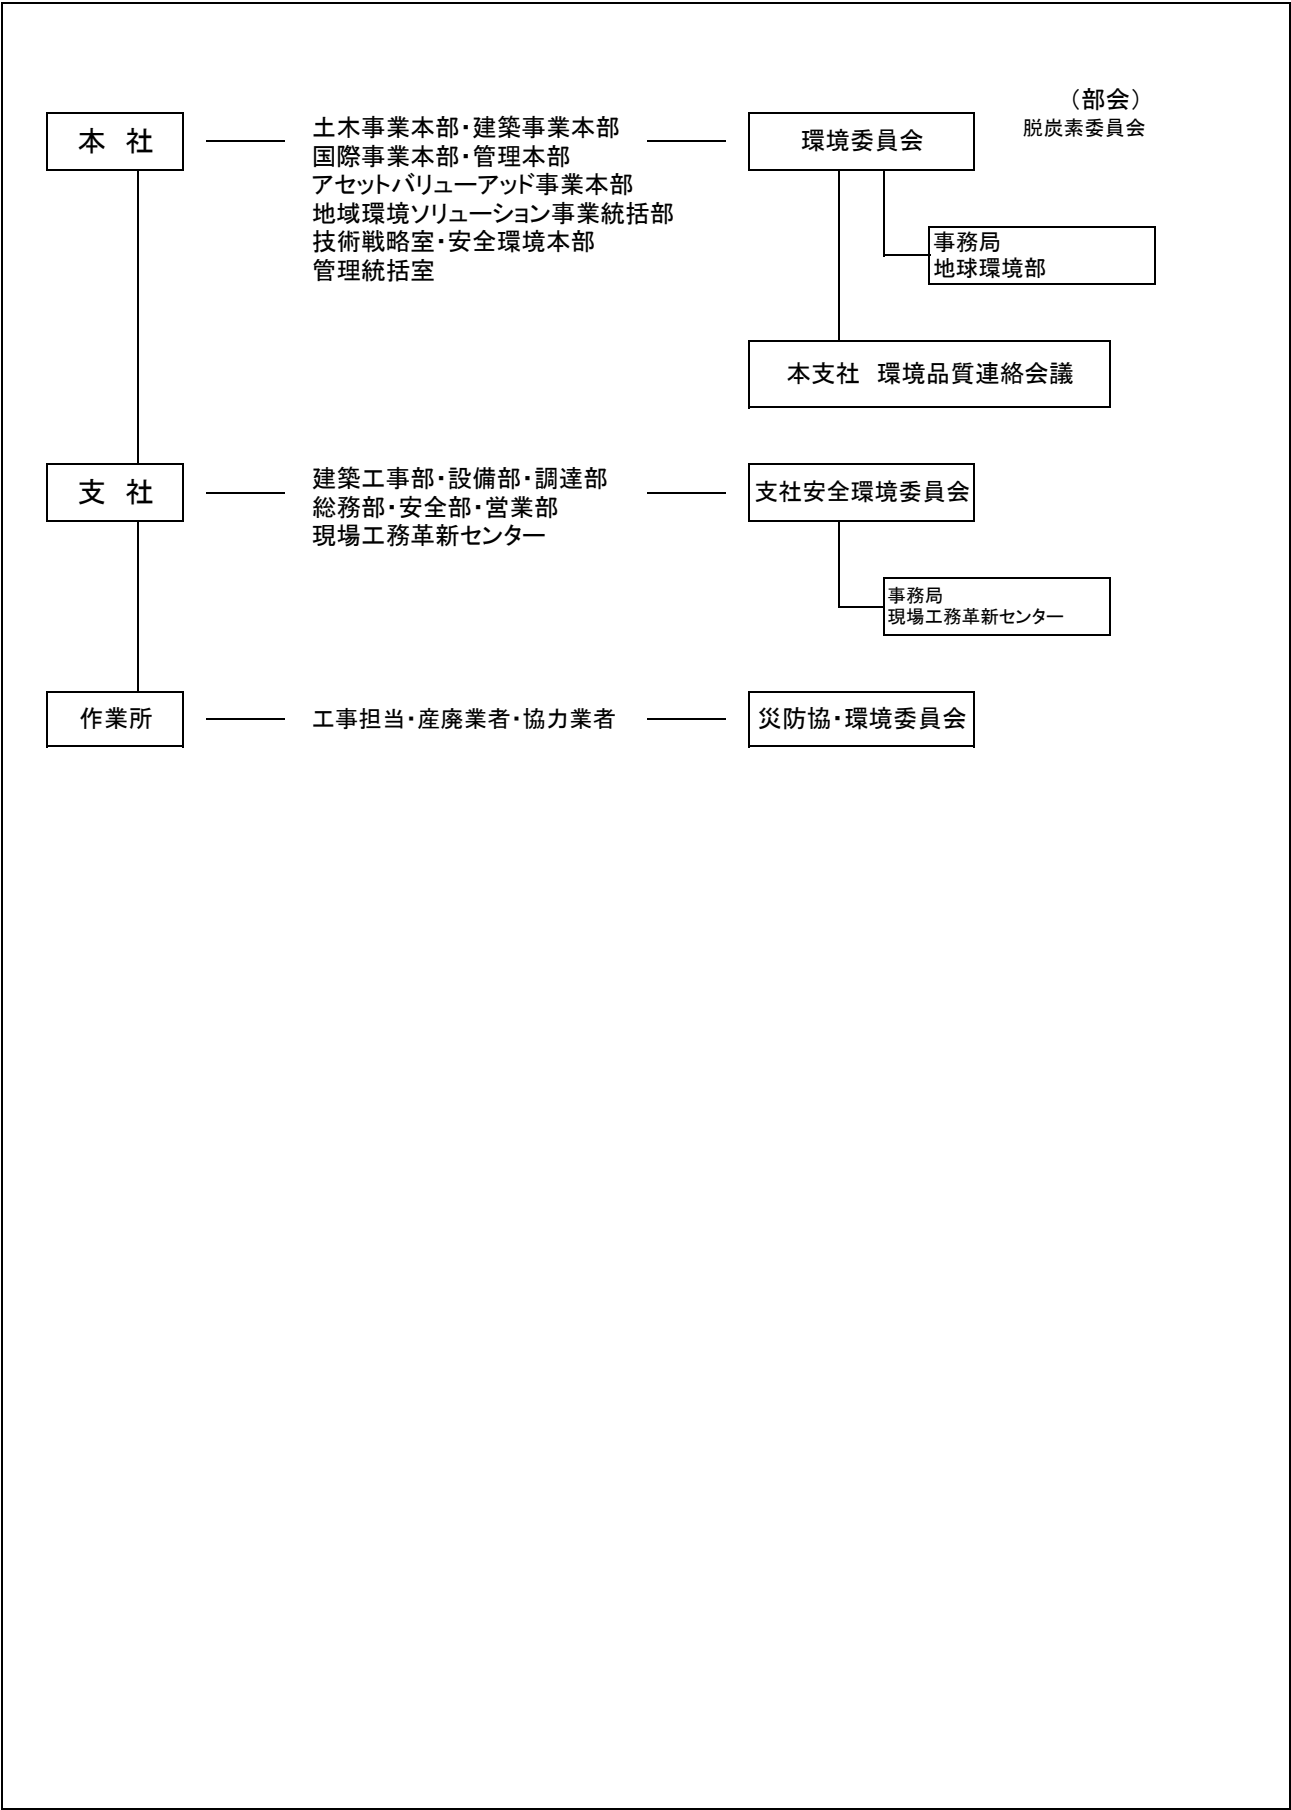 (部会)
脱炭素委員会
本　社
土木事業本部・建築事業本部
国際事業本部・管理本部
アセットバリューアッド事業本部
地域環境ソリューション事業統括部
技術戦略室・安全環境本部
管理統括室
環境委員会
事務局
地球環境部
本支社　環境品質連絡会議
支　社
建築工事部・設備部・調達部
総務部・安全部・営業部
現場工務革新センター
支社安全環境委員会
事務局
現場工務革新センター
作業所
工事担当・産廃業者・協力業者
災防協・環境委員会